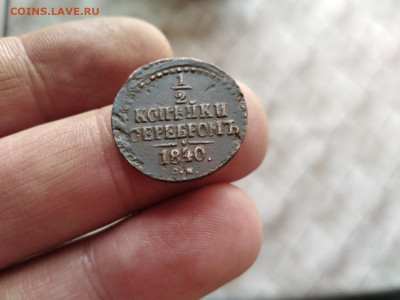 COINS.LAVE.RU
1
2
КОПѢЙКИ
СЕРЕБРОМЪ
1840.
С.М.